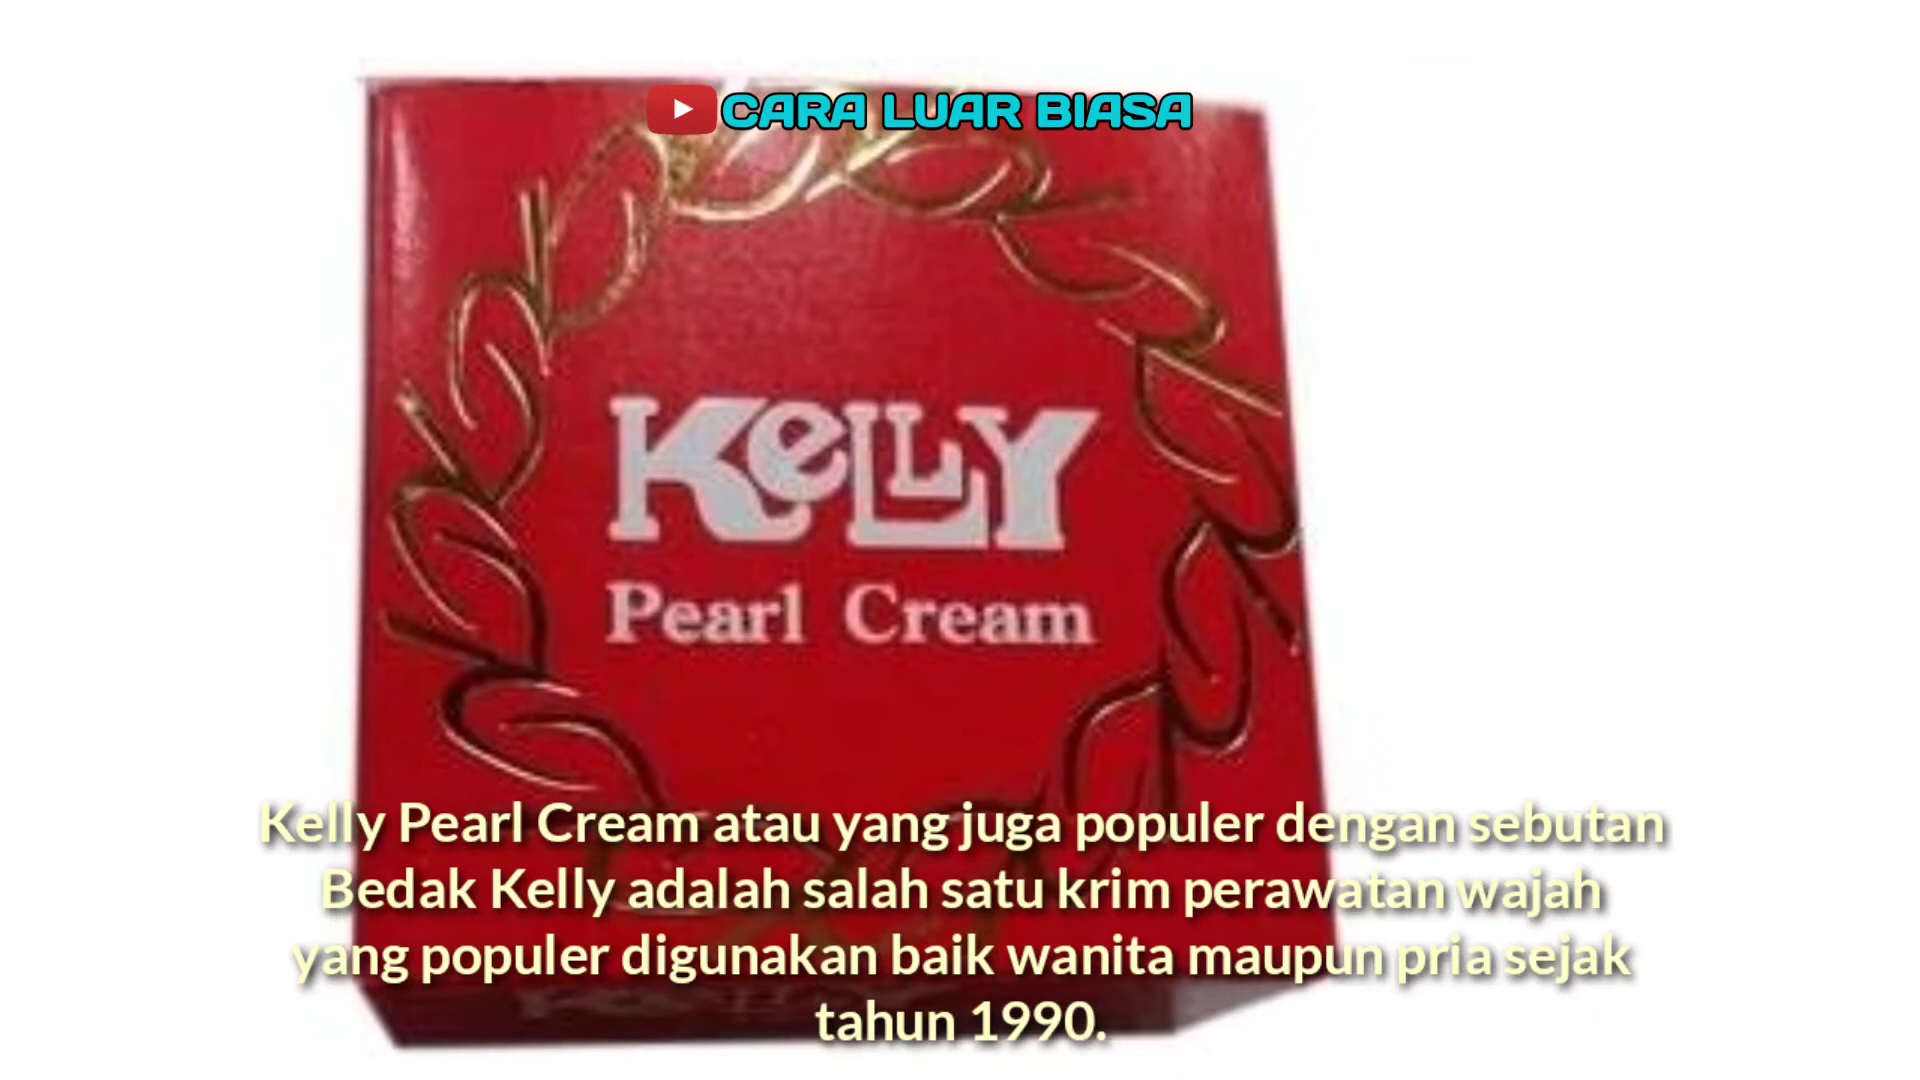 CARA LUAR BIASA
KeLLY
Pearl Cream
Kelly Pearl Cream atau yang juga populer dengan sebutan
Bedak Kelly adalah salah satu krim perawatan wajah
yang populer digunakan baik wanita maupun pria sejak
tahun 1990.